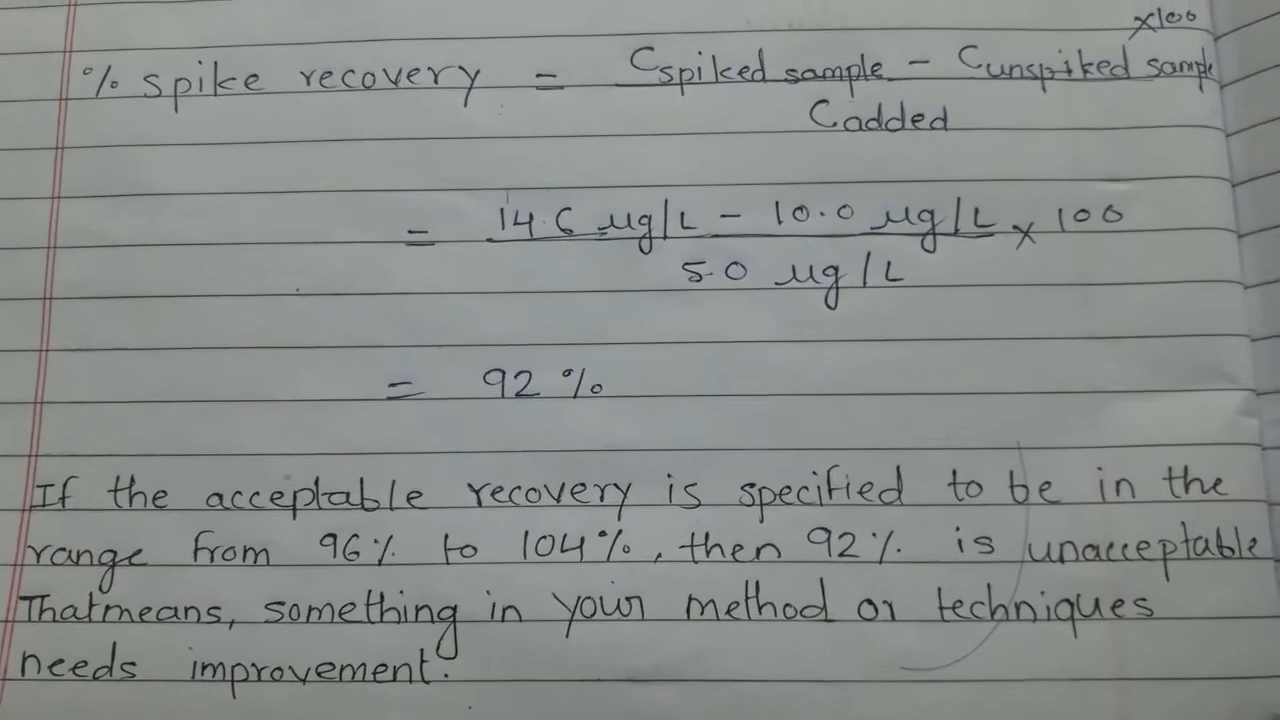 ×100
% spike recovery = Cspiked sample - Cunspiked sample
Cadded
= 14.6 µg/L - 10.0 µg/L × 100
5.0 µg/L
= 92 %
If the acceptable recovery is specified to be in the
range from 96% to 104%, then 92% is unacceptable
That means, something in your method or techniques
needs improvement.